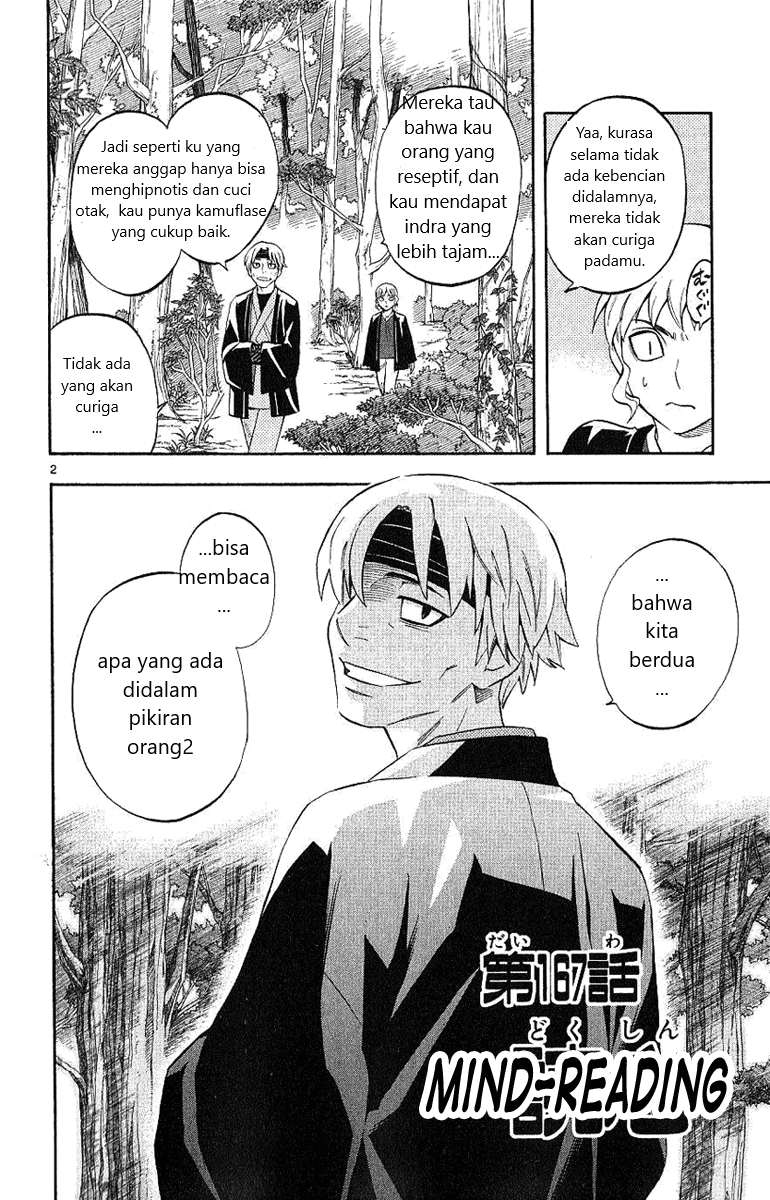 Yaa, kurasa
selama tidak
ada kebencian
didalamnya,
mereka tidak
akan curiga
padamu.
Mereka tau
bahwa kau
orang yang
reseptif, dan
kau mendapat
indra yang
lebih tajam...
Jadi seperti ku yang
mereka anggap hanya bisa
menghipnotis dan cuci
otak, kau punya kamuflase
yang cukup baik.
Tidak ada
yang akan
curiga
...
2
...
bahwa
kita
berdua
...
...bisa
membaca
...
apa yang ada
didalam
pikiran
orang2
だい わ
第167話
どくしん
MIND-READING